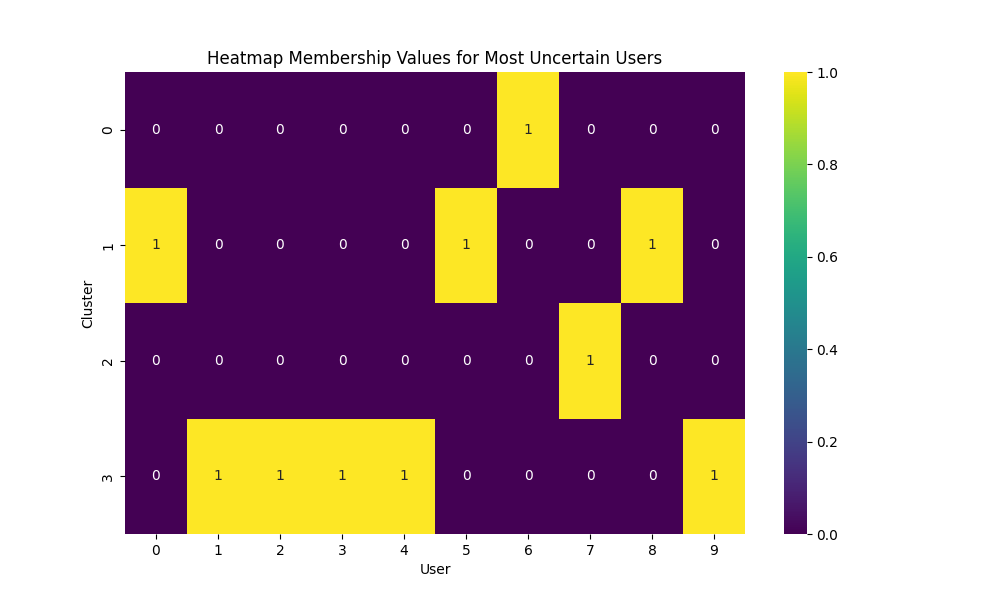 Heatmap Membership Values for Most Uncertain Users
1.0
0 0 0 0 0 0 0 1 0 0 0
0.8
1 1 0 0 0 0 1 0 0 1 0
0.6
Cluster
0.4
2 0 0 0 0 0 0 0 1 0 0
0.2
3 0 1 1 1 1 0 0 0 0 1
0.0
0 1 2 3 4 5 6 7 8 9
User